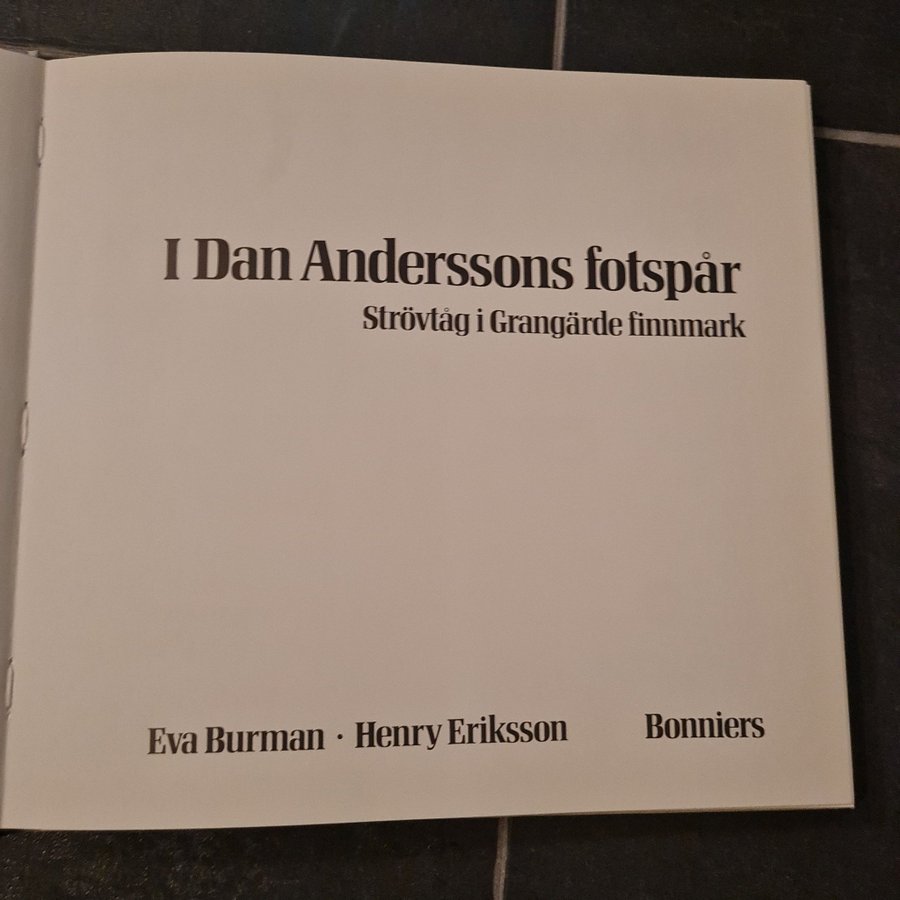 I Dan Anderssons fotspår
Strövtåg i Grangärde finnmark
Eva Burman · Henry Eriksson Bonniers